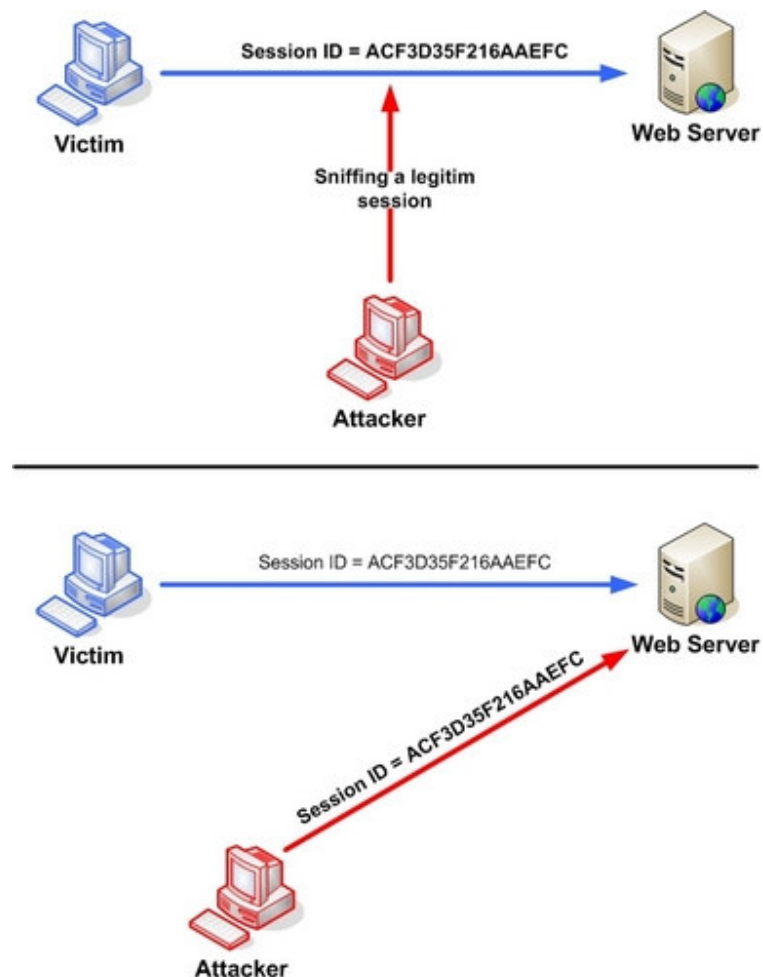 Session ID = ACF3D35F216AAEFC
Victim
Web Server
Sniffing a legitim
session
Attacker
Session ID = ACF3D35F216AAEFC
Victim
Web Server
Session ID = ACF3D35F216AAEFC
Attacker